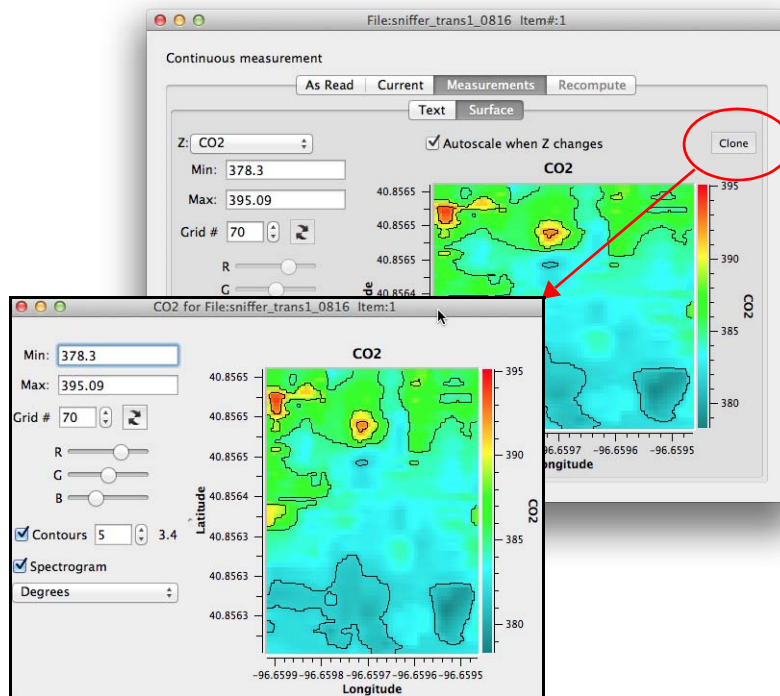 File:sniffer_trans1_0816 Item#:1
Continuous measurement
As Read Current Measurements Recompute
Text Surface
Z: CO2
Autoscale when Z changes
Clone
Min: 378.3
Max: 395.09
Grid # 70
R
G
CO2
40.8565
40.8565
40.8565
40.8564
395
390
385
380
CO2
96.6597 -96.6596 -96.6595
ongitude
CO2 for File:sniffer_trans1_0816 Item:1
Min: 378.3
Max: 395.09
Grid # 70
R
G
B
Contours 5 3.4
Spectrogram
Degrees
CO2
Latitude
40.8565
40.8565
40.8565
40.8564
40.8563
40.8563
40.8563
-96.6599 -96.6598 -96.6597 -96.6596 -96.6595
Longitude
395
390
385
380
CO2